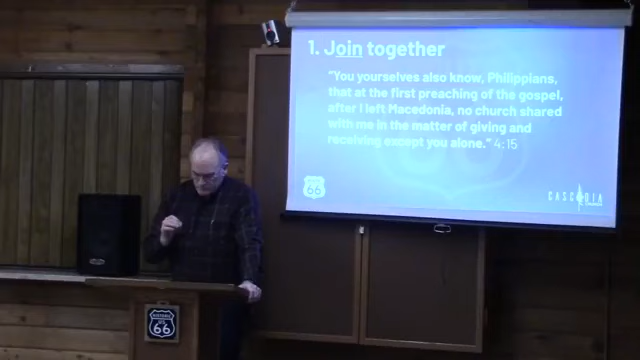 1. Join together
"You yourselves also know, Philippians,
that at the first preaching of the gospel,
after I left Macedonia, no church shared
with me in the matter of giving and
receiving except you alone." 4:15
66
CASCADIA
HISTORIC
66